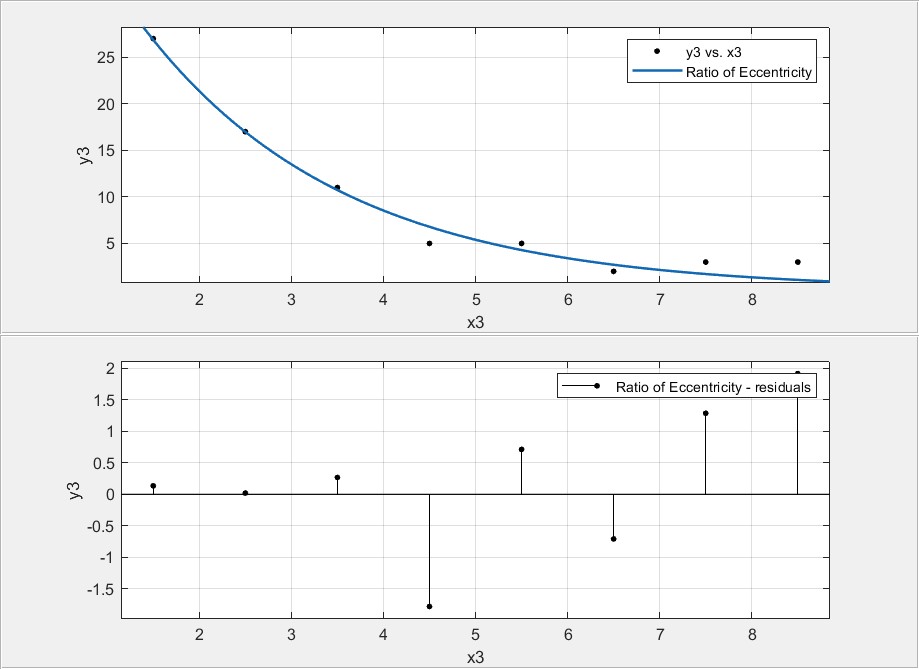 25
20
15
10
5
y3
y3 vs. x3
Ratio of Eccentricity
2 3 4 5 6 7 8
x3
2
1.5
1
0.5
0
-0.5
-1
-1.5
y3
Ratio of Eccentricity - residuals
2 3 4 5 6 7 8
x3